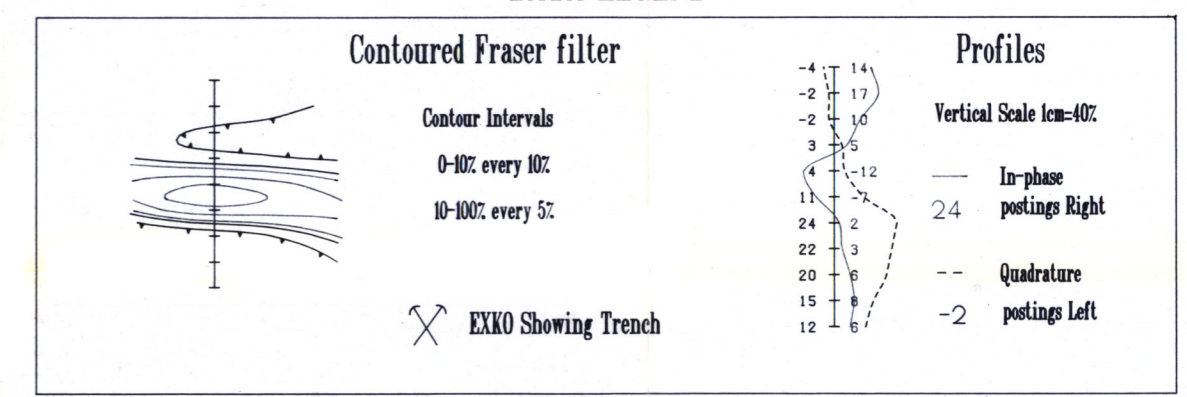 Contoured Fraser filter
Contour Intervals
0-10% every 10%
10-100% every 5%
EXKO Showing Trench
Profiles
-4 14
-2 17
-2 10
3 5
4 -12
11 -7
24 2
22 3
20 6
15 8
12 6
Vertical Scale 1cm=40%
In-phase
24 postings Right
Quadrature
-2 postings Left